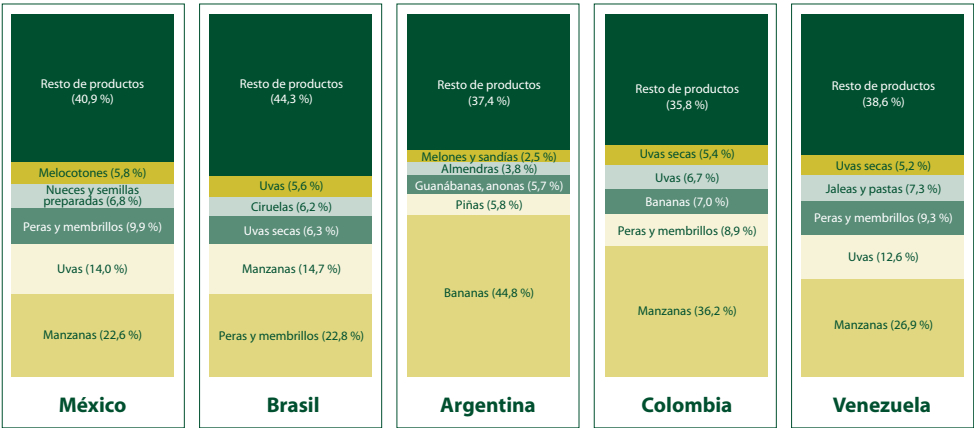 Resto de productos
(40,9 %)
Melocotones (5,8 %)
Nueces y semillas
preparadas (6,8 %)
Peras y membrillos (9,9 %)
Uvas (14,0 %)
Manzanas (22,6 %)
México
Resto de productos
(44,3 %)
Uvas (5,6 %)
Ciruelas (6,2 %)
Uvas secas (6,3 %)
Manzanas (14,7 %)
Peras y membrillos (22,8 %)
Brasil
Resto de productos
(37,4 %)
Melones y sandías (2,5 %)
Almendras (3,8 %)
Guanábanas, anonas (5,7 %)
Piñas (5,8 %)
Bananas (44,8 %)
Argentina
Resto de productos
(35,8 %)
Uvas secas (5,4 %)
Uvas (6,7 %)
Bananas (7,0 %)
Peras y membrillos (8,9 %)
Manzanas (36,2 %)
Colombia
Resto de productos
(38,6 %)
Uvas secas (5,2 %)
Jaleas y pastas (7,3 %)
Peras y membrillos (9,3 %)
Uvas (12,6 %)
Manzanas (26,9 %)
Venezuela